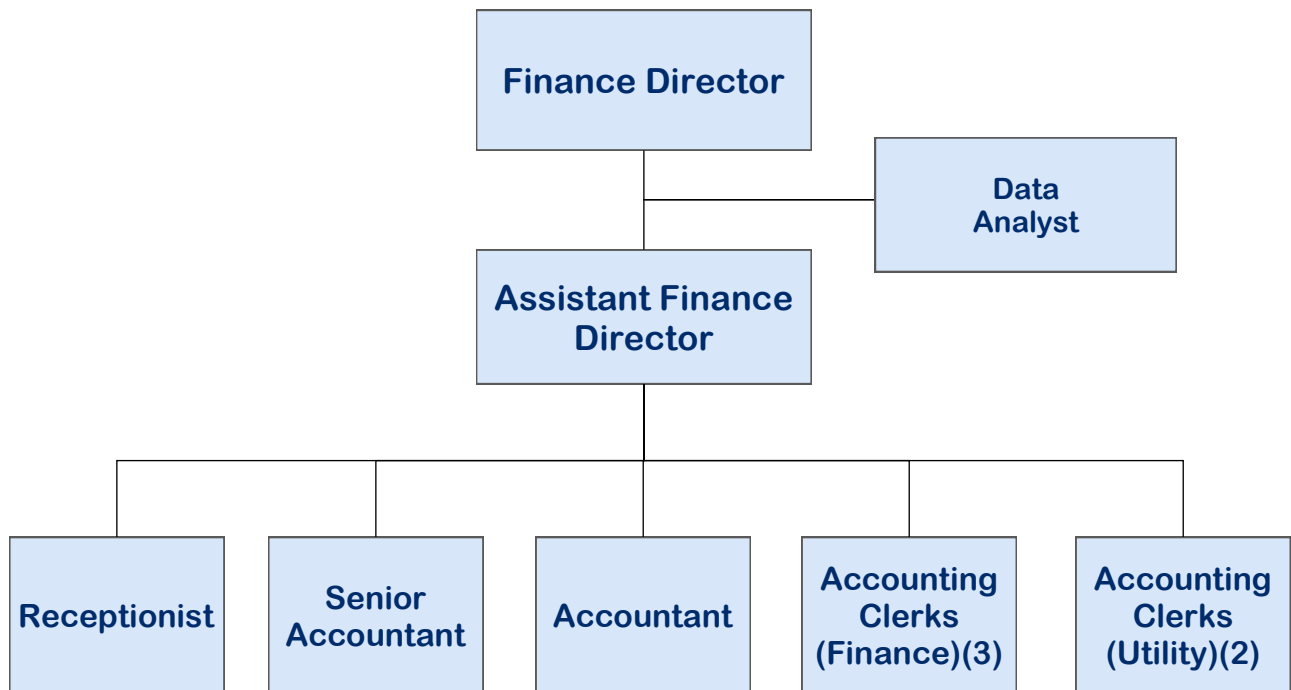 Finance Director
Data
Analyst
Assistant Finance
Director
Receptionist
Senior
Accountant
Accountant
Accounting
Clerks
(Finance)(3)
Accounting
Clerks
(Utility)(2)